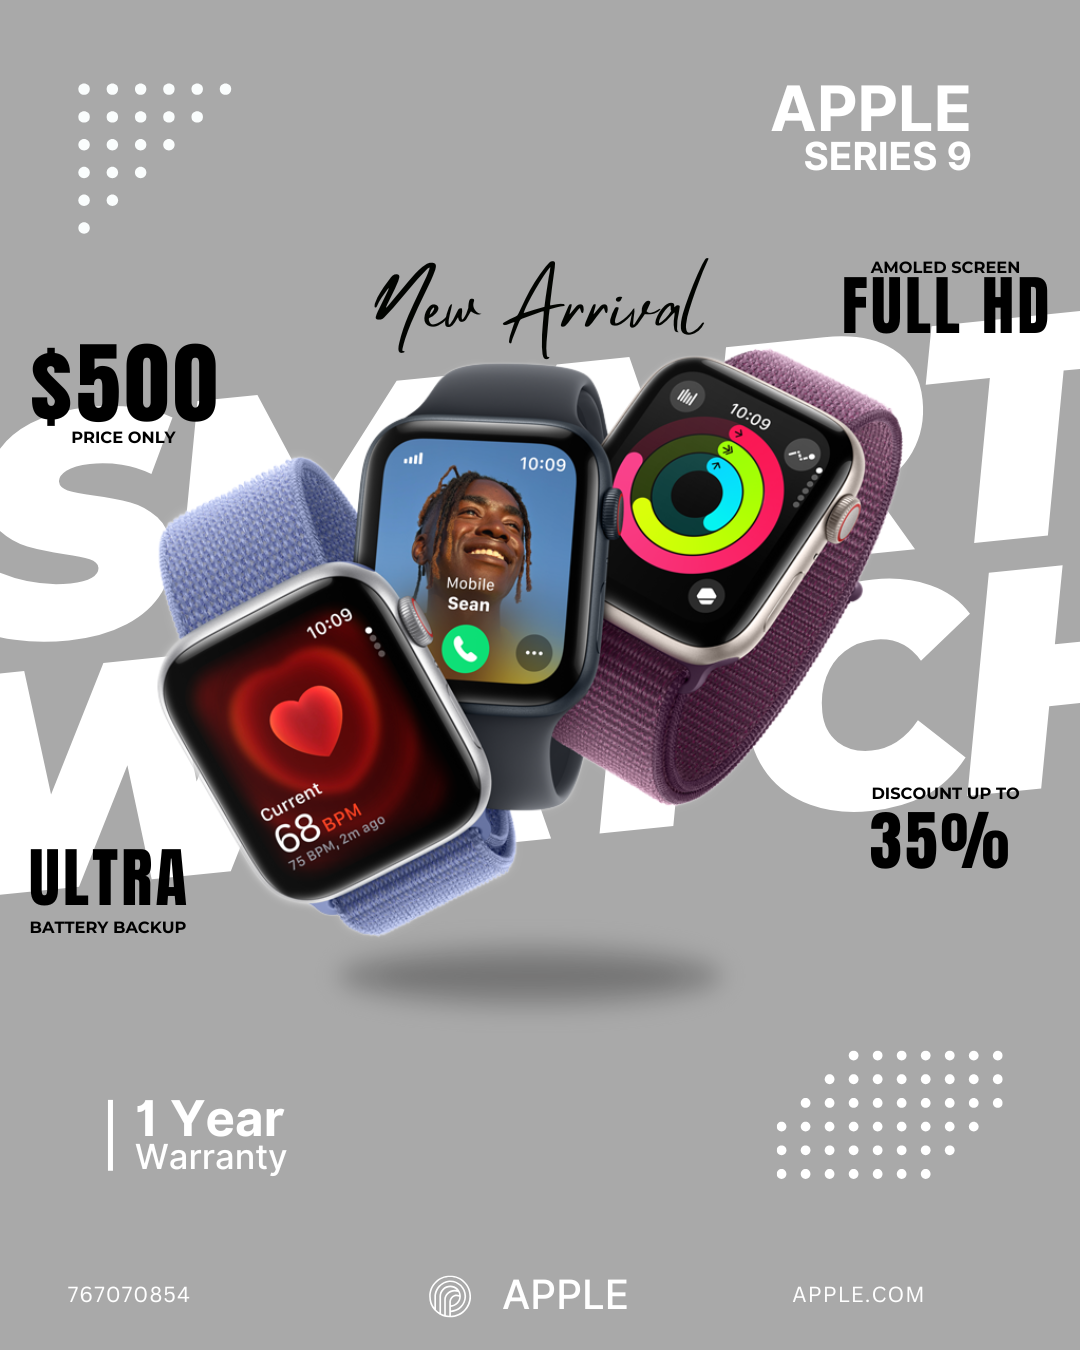 APPLE
SERIES 9
New Arrival
AMOLED SCREEN
FULL HD
$500
PRICE ONLY
SMART
WATCH
10:09
10:09
Mobile
Sean
10:09
Current
68 BPM
75 BPM, 2m ago
DISCOUNT UP TO
35%
ULTRA
BATTERY BACKUP
1 Year
Warranty
767070854
APPLE
APPLE.COM